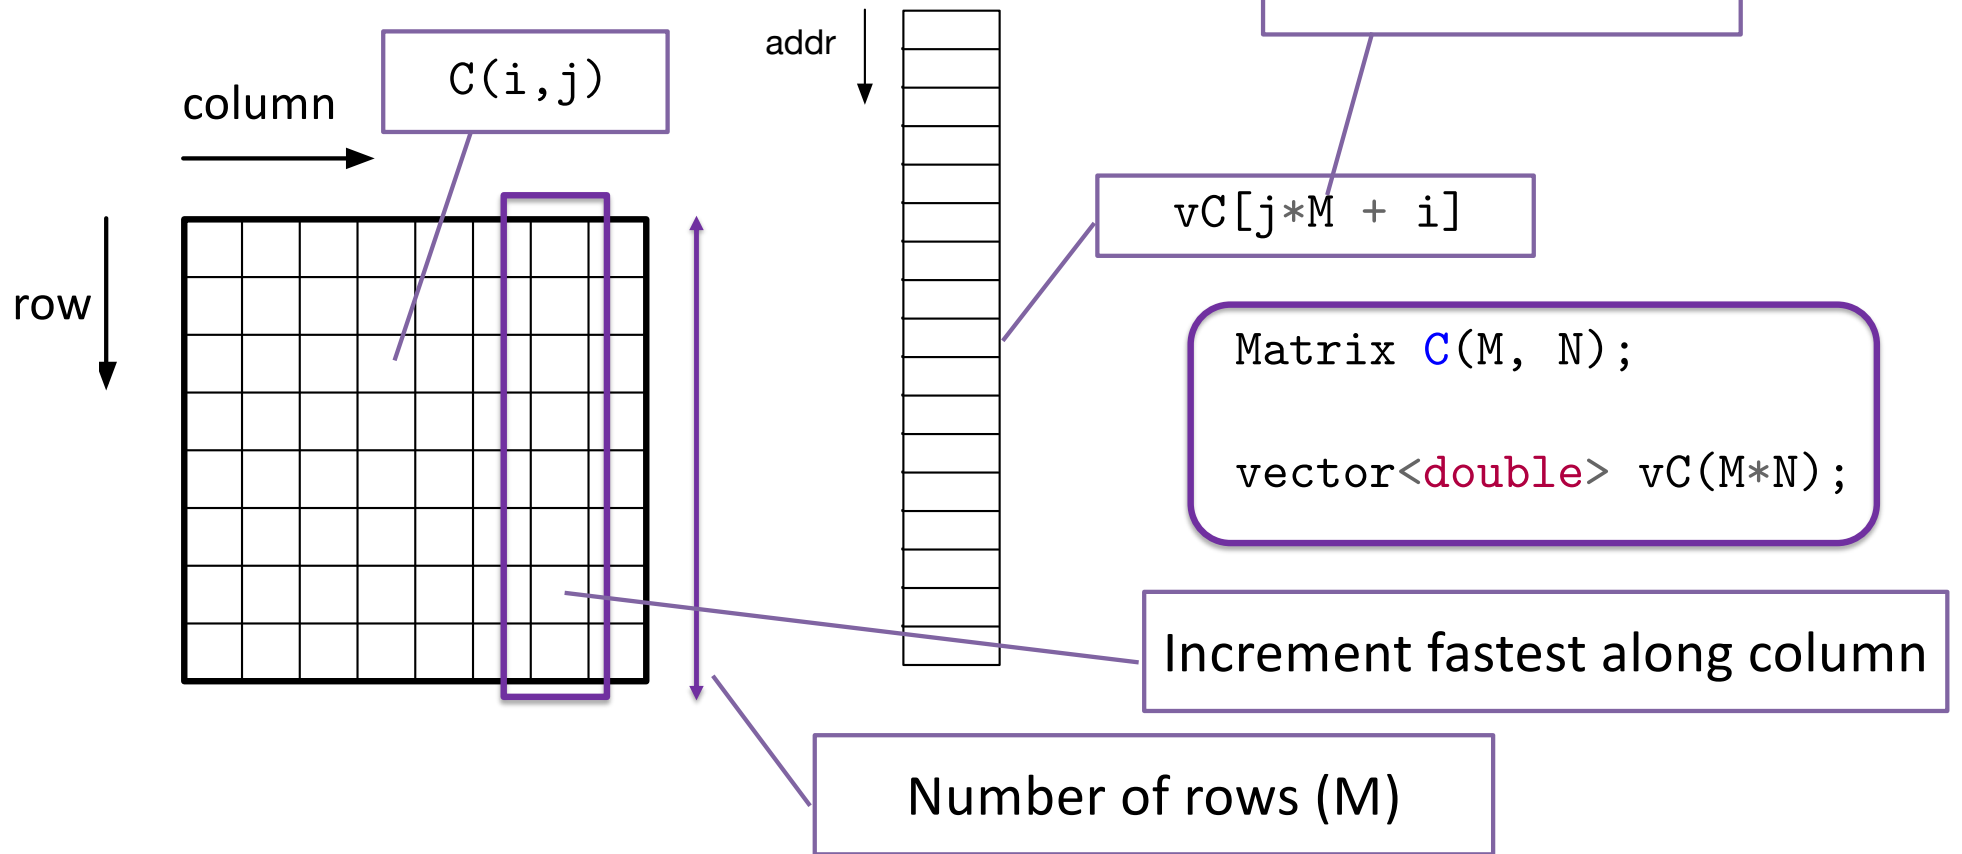 addr
C(i,j)
column
vC[j*M + i]
row
Matrix C(M, N);
vector<double> vC(M*N);
Increment fastest along column
Number of rows (M)